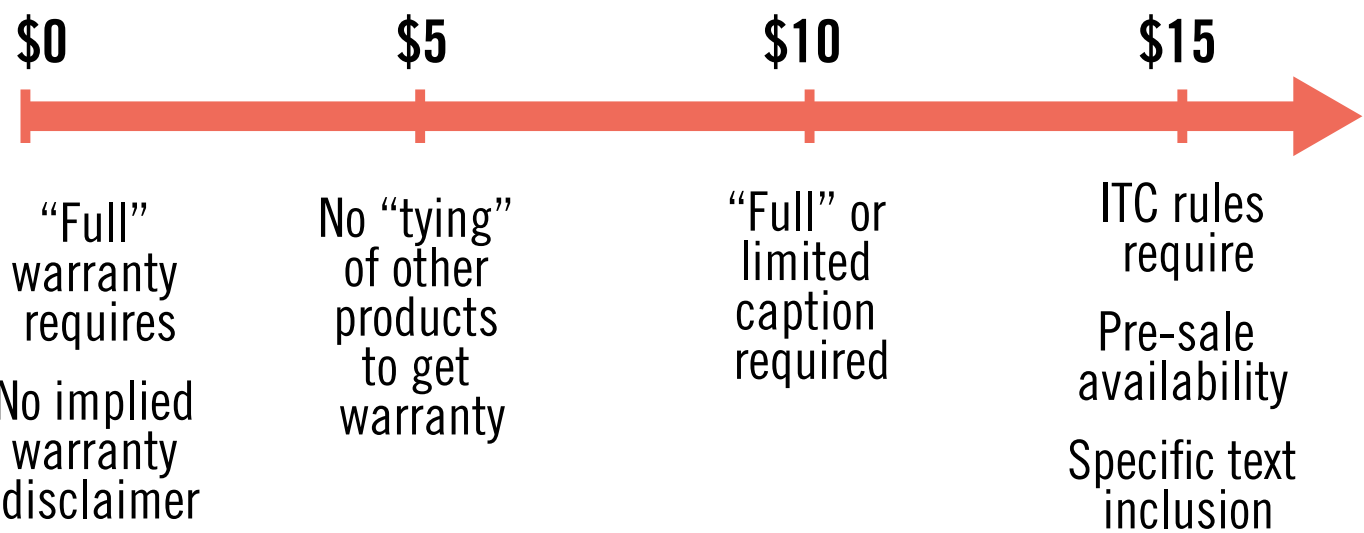 $0
$5
$10
$15
“Full”
warranty
requires
No implied
warranty
disclaimer
No “tying”
of other
products
to get
warranty
“Full” or
limited
caption
required
ITC rules
require
Pre-sale
availability
Specific text
inclusion